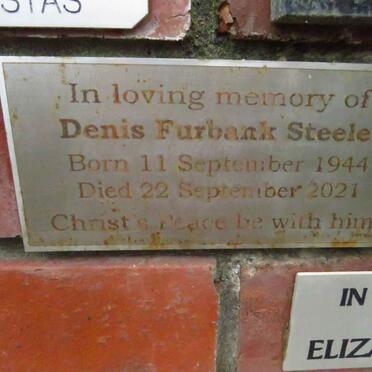 STAS
In loving memory of
Denis Furbank Steele
Born 11 September 1944
Died 22 September 2021
Christ's Peace be with him
IN
ELIZA